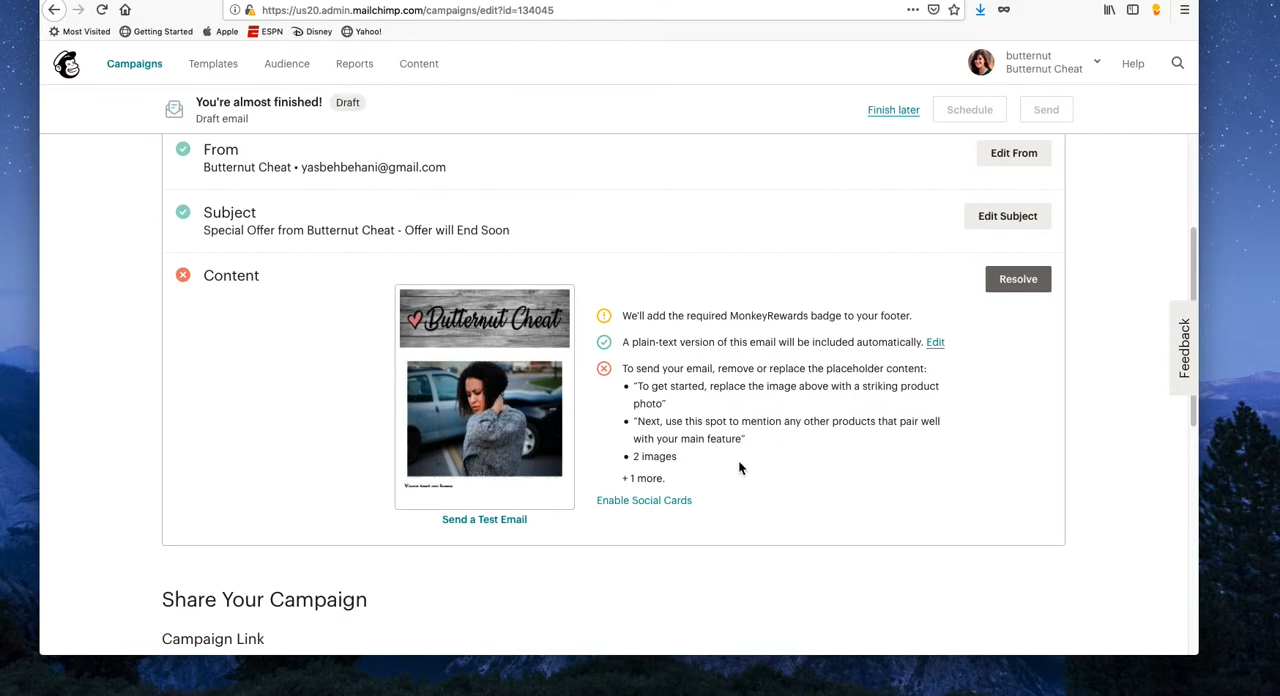 https://us20.admin.mailchimp.com/campaigns/edit?id=134045
Most Visited Getting Started Apple ESPN Disney Yahoo!
Campaigns Templates Audience Reports Content
butternut
Butternut Cheat
Help
You're almost finished! Draft
Draft email
Finish later Schedule Send
From
Butternut Cheat • yasbehbehani@gmail.com
Edit From
Subject
Special Offer from Butternut Cheat - Offer will End Soon
Edit Subject
Content
Resolve
Butternut Cheat
Send a Test Email
We'll add the required MonkeyRewards badge to your footer.
A plain-text version of this email will be included automatically. Edit
To send your email, remove or replace the placeholder content:
• "To get started, replace the image above with a striking product
photo"
• "Next, use this spot to mention any other products that pair well
with your main feature"
• 2 images
+ 1 more.
Enable Social Cards
Feedback
Share Your Campaign
Campaign Link